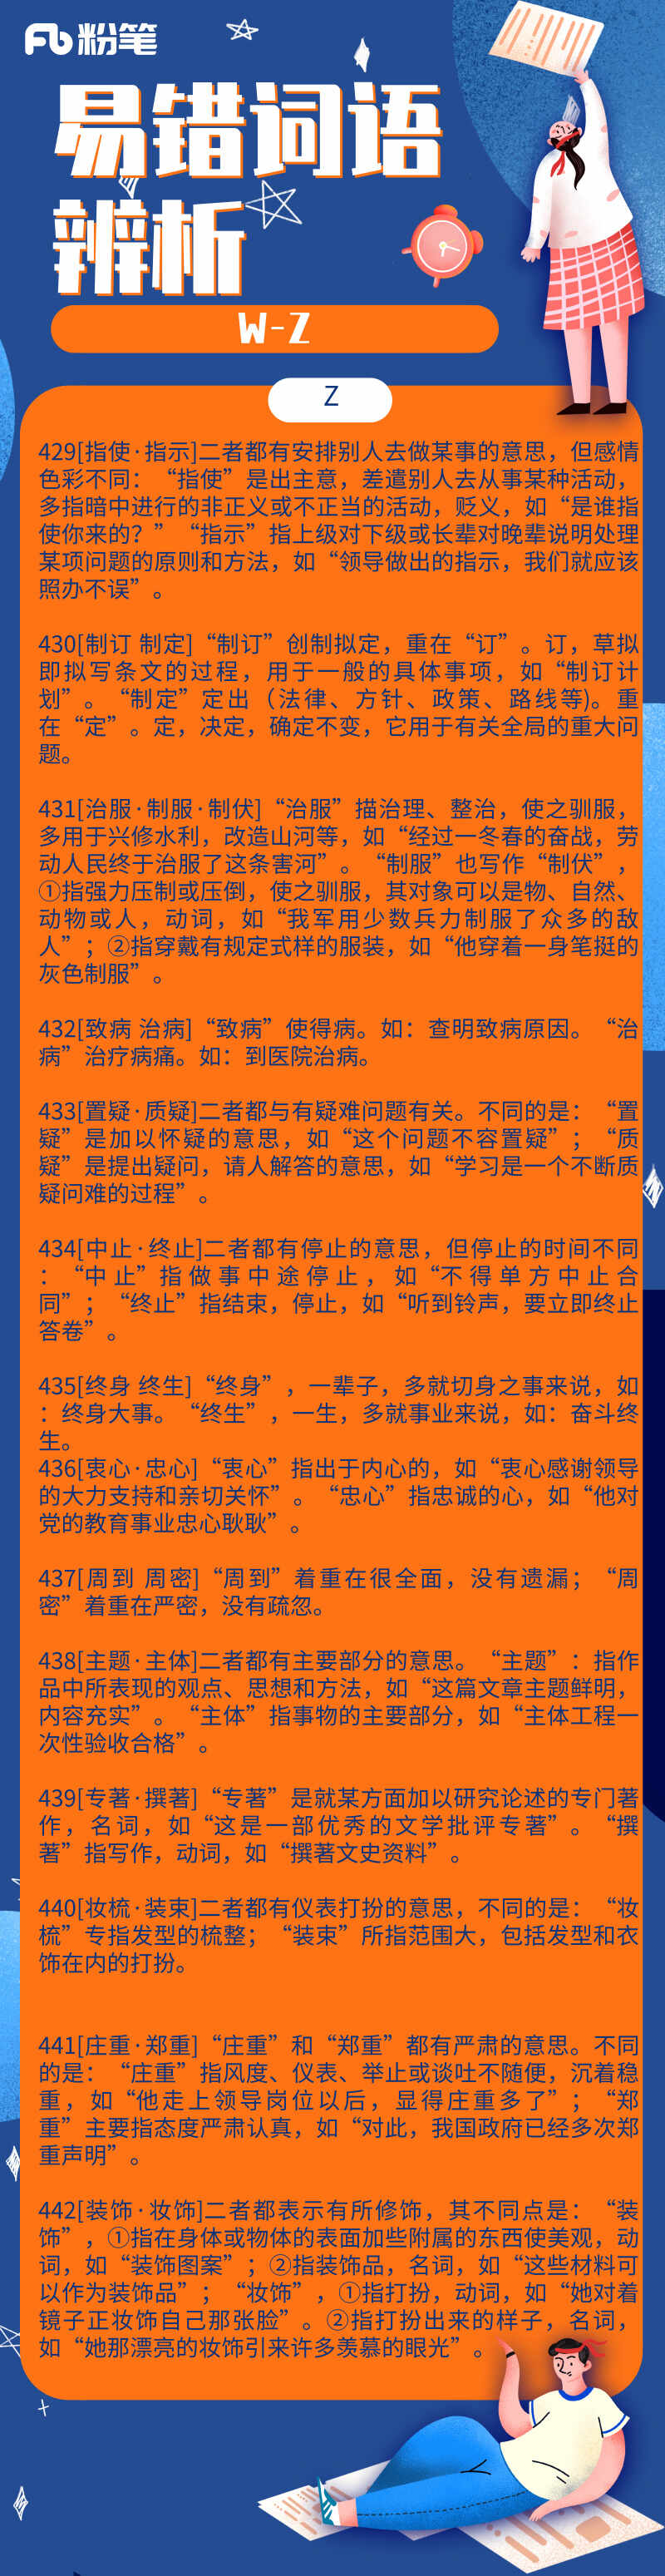 粉笔
易错词语
辨析
W-Z
Z
429[指使·指示]二者都有安排别人去做某事的意思，但感情
色彩不同：“指使”是出主意，差遣别人去从事某种活动，
多指暗中进行的非正义或不正当的活动，贬义，如“是谁指
使你来的？”“指示”指上级对下级或长辈对晚辈说明处理
某项问题的原则和方法，如“领导做出的指示，我们就应该
照办不误”。
430[制订 制定]“制订”创制拟定，重在“订”。订，草拟
即拟写条文的过程，用于一般的具体事项，如“制订计
划”。“制定”定出（法律、方针、政策、路线等)。重
在“定”。定，决定，确定不变，它用于有关全局的重大问
题。
431[治服·制服·制伏]“治服”描治理、整治，使之驯服，
多用于兴修水利，改造山河等，如“经过一冬春的奋战，劳
动人民终于治服了这条害河”。“制服”也写作“制伏”，
①指强力压制或压倒，使之驯服，其对象可以是物、自然、
动物或人，动词，如“我军用少数兵力制服了众多的敌
人”；②指穿戴有规定式样的服装，如“他穿着一身笔挺的
灰色制服”。
432[致病 治病]“致病”使得病。如：查明致病原因。“治
病”治疗病痛。如：到医院治病。
433[置疑·质疑]二者都与有疑难问题有关。不同的是：“置
疑”是加以怀疑的意思，如“这个问题不容置疑”；“质
疑”是提出疑问，请人解答的意思，如“学习是一个不断质
疑问难的过程”。
434[中止·终止]二者都有停止的意思，但停止的时间不同
：“中止”指做事中途停止，如“不得单方中止合
同”；“终止”指结束，停止，如“听到铃声，要立即终止
答卷”。
435[终身 终生]“终身”，一辈子，多就切身之事来说，如
：终身大事。“终生”，一生，多就事业来说，如：奋斗终
生。
436[衷心·忠心]“衷心”指出于内心的，如“衷心感谢领导
的大力支持和亲切关怀”。“忠心”指忠诚的心，如“他对
党的教育事业忠心耿耿”。
437[周到 周密]“周到”着重在很全面，没有遗漏；“周
密”着重在严密，没有疏忽。
438[主题·主体]二者都有主要部分的意思。“主题”：指作
品中所表现的观点、思想和方法，如“这篇文章主题鲜明，
内容充实”。“主体”指事物的主要部分，如“主体工程一
次性验收合格”。
439[专著·撰著]“专著”是就某方面加以研究论述的专门著
作，名词，如“这是一部优秀的文学批评专著”。“撰
著”指写作，动词，如“撰著文史资料”。
440[妆梳·装束]二者都有仪表打扮的意思，不同的是：“妆
梳”专指发型的梳整；“装束”所指范围大，包括发型和衣
饰在内的打扮。
441[庄重·郑重]“庄重”和“郑重”都有严肃的意思。不同
的是：“庄重”指风度、仪表、举止或谈吐不随便，沉着稳
重，如“他走上领导岗位以后，显得庄重多了”；“郑
重”主要指态度严肃认真，如“对此，我国政府已经多次郑
重声明”。
442[装饰·妆饰]二者都表示有所修饰，其不同点是：“装
饰”，①指在身体或物体的表面加些附属的东西使美观，动
词，如“装饰图案”；②指装饰品，名词，如“这些材料可
以作为装饰品”；“妆饰”，①指打扮，动词，如“她对着
镜子正妆饰自己那张脸”。②指打扮出来的样子，名词，
如“她那漂亮的妆饰引来许多羡慕的眼光”。